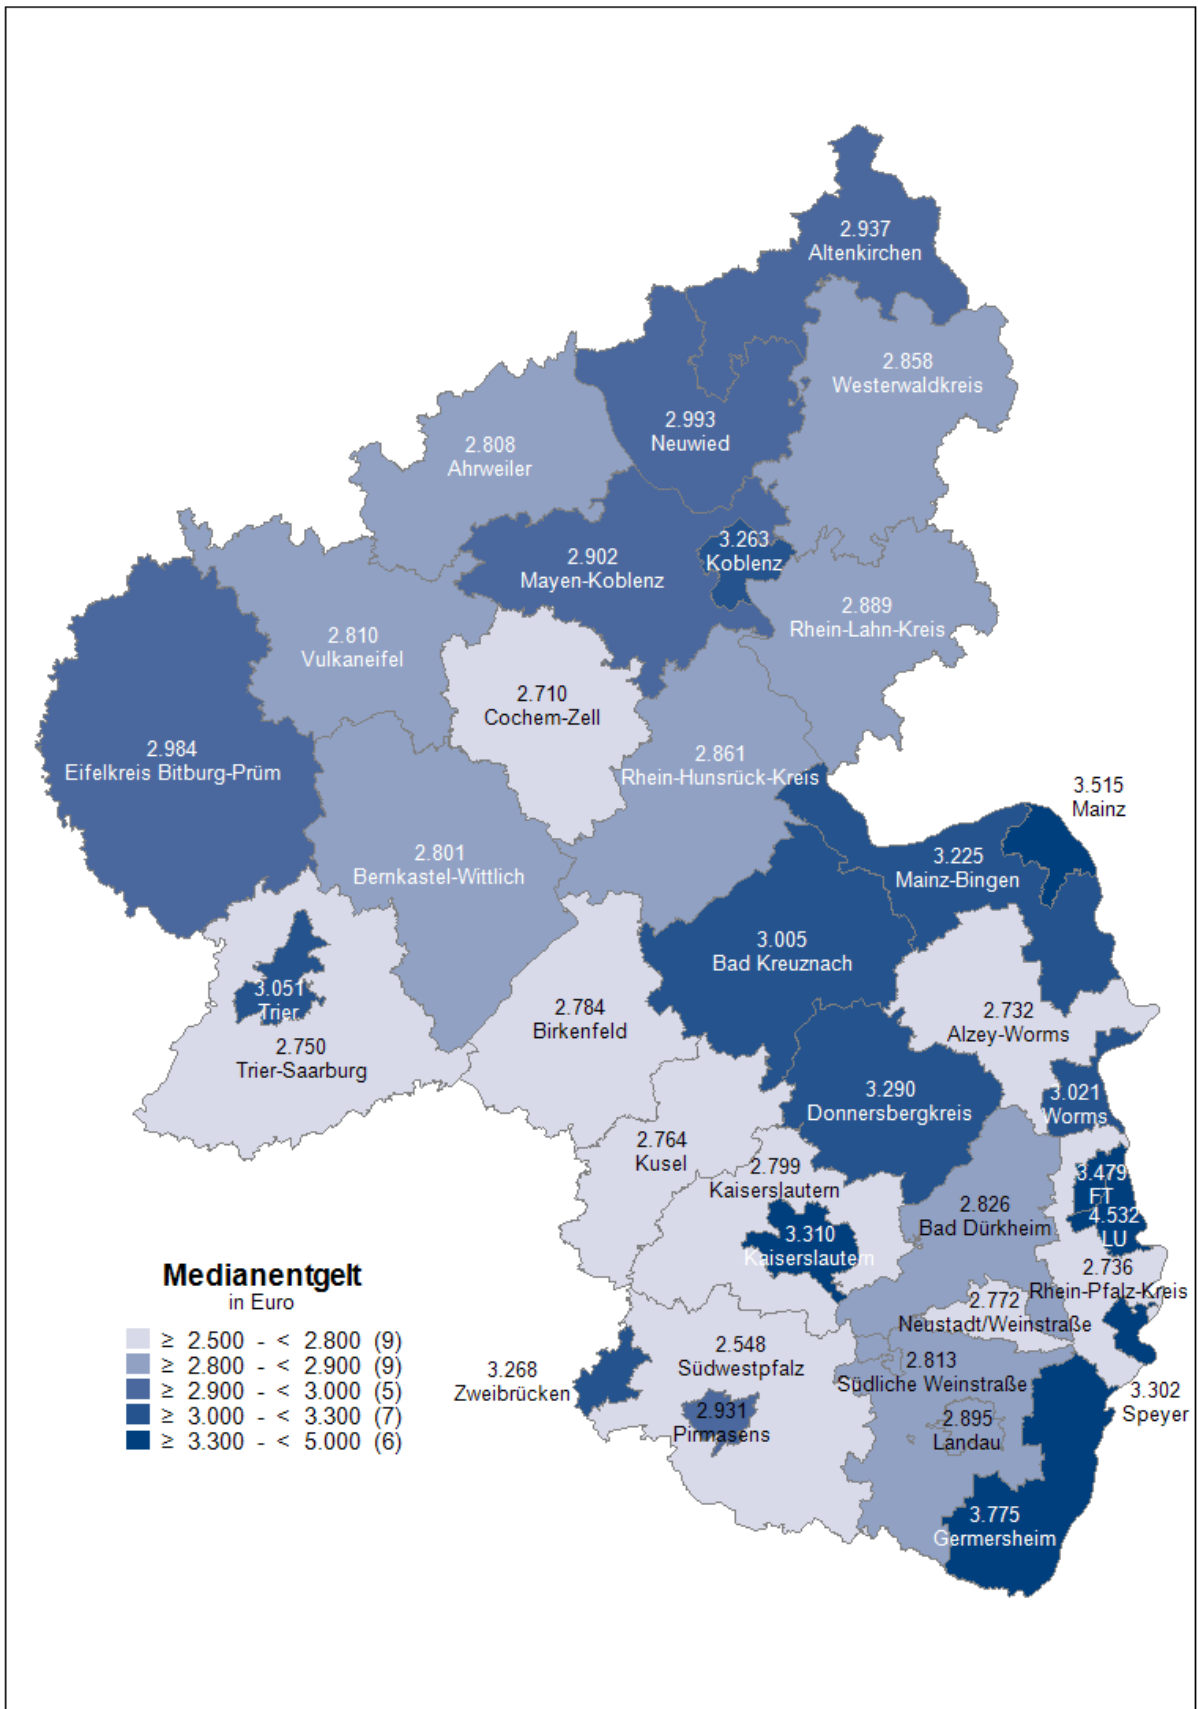 2.937
Altenkirchen
2.858
Westerwaldkreis
2.993
Neuwied
2.808
Ahrweiler
3.263
Koblenz
2.902
Mayen-Koblenz
2.889
Rhein-Lahn-Kreis
2.810
Vulkaneifel
2.710
Cochem-Zell
2.984
Eifelkreis Bitburg-Prüm
2.861
Rhein-Hunsrück-Kreis
3.515
Mainz
2.801
Bernkastel-Wittlich
3.225
Mainz-Bingen
3.005
Bad Kreuznach
3.051
Trier
2.784
Birkenfeld
2.732
Alzey-Worms
2.750
Trier-Saarburg
3.290
Donnersbergkreis
3.021
Worms
2.764
Kusel
2.799
Kaiserslautern
3.479
FT
2.826
Bad Dürkheim
4.532
LU
3.310
Kaiserslautern
2.736
Rhein-Pfalz-Kreis
2.772
Neustadt/Weinstraße
2.548
Südwestpfalz
2.813
Südliche Weinstraße
3.268
Zweibrücken
3.302
Speyer
2.931
Pirmasens
2.895
Landau
3.775
Germersheim
Medianentgelt
in Euro
≥ 2.500 - < 2.800 (9)
≥ 2.800 - < 2.900 (9)
≥ 2.900 - < 3.000 (5)
≥ 3.000 - < 3.300 (7)
≥ 3.300 - < 5.000 (6)